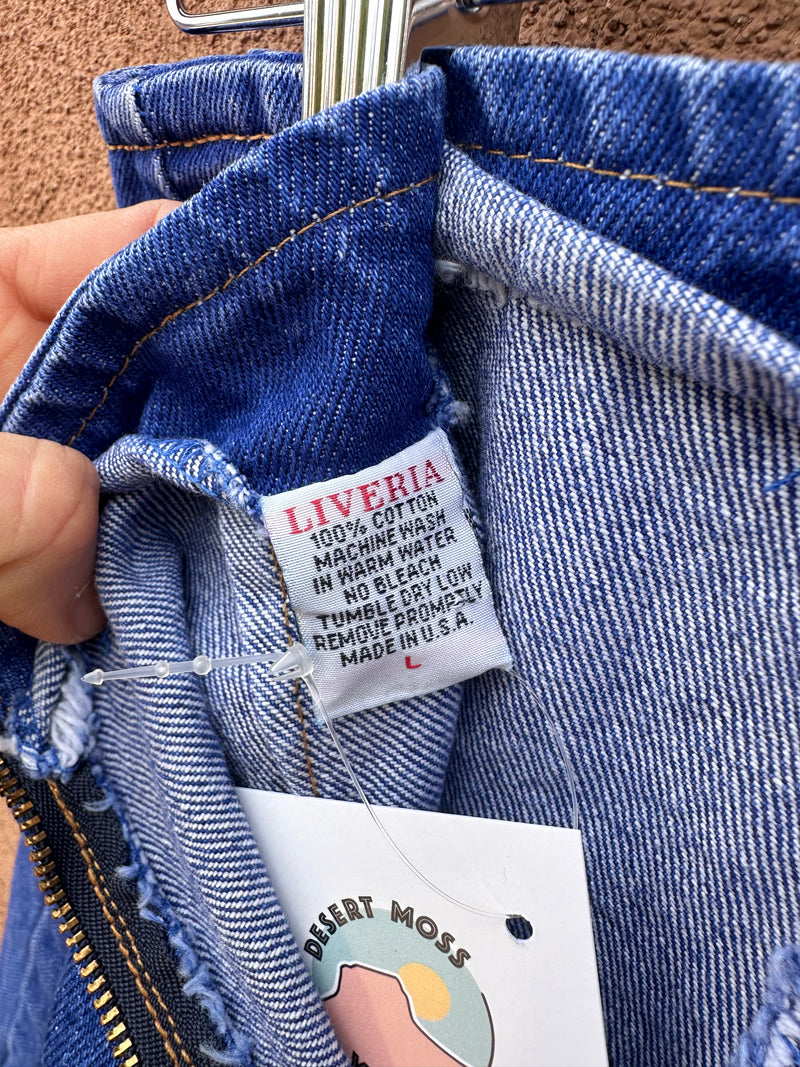 LIVERIA
100% COTTON
MACHINE WASH
IN WARM WATER
NO BLEACH
TUMBLE DRY LOW
REMOVE PROMPTLY
MADE IN U.S.A.
L
DESERT MOSS